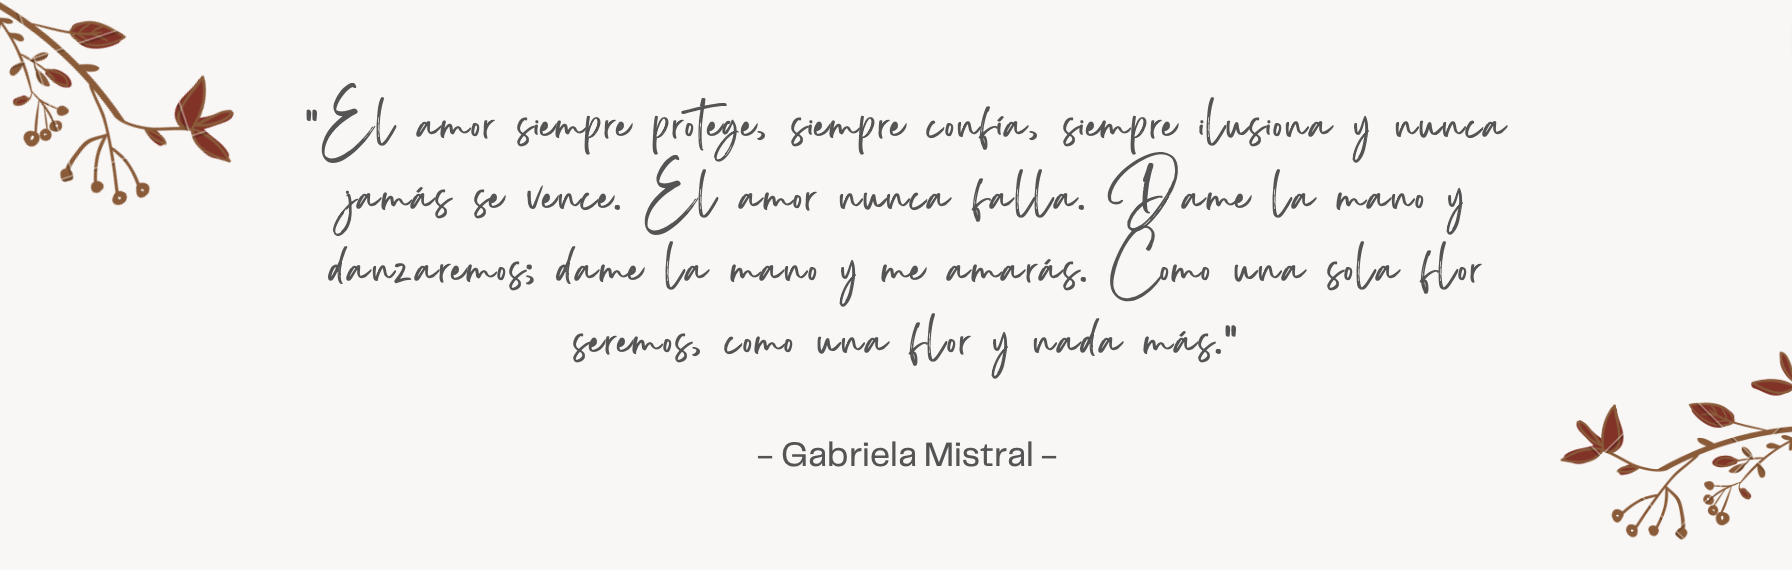 "El amor siempre protege, siempre confía, siempre ilusiona y nunca
jamás se vence. El amor nunca falla. Dame la mano y
danzaremos; dame la mano y me amarás. Como una sola flor
seremos, como una flor y nada más."
– Gabriela Mistral –